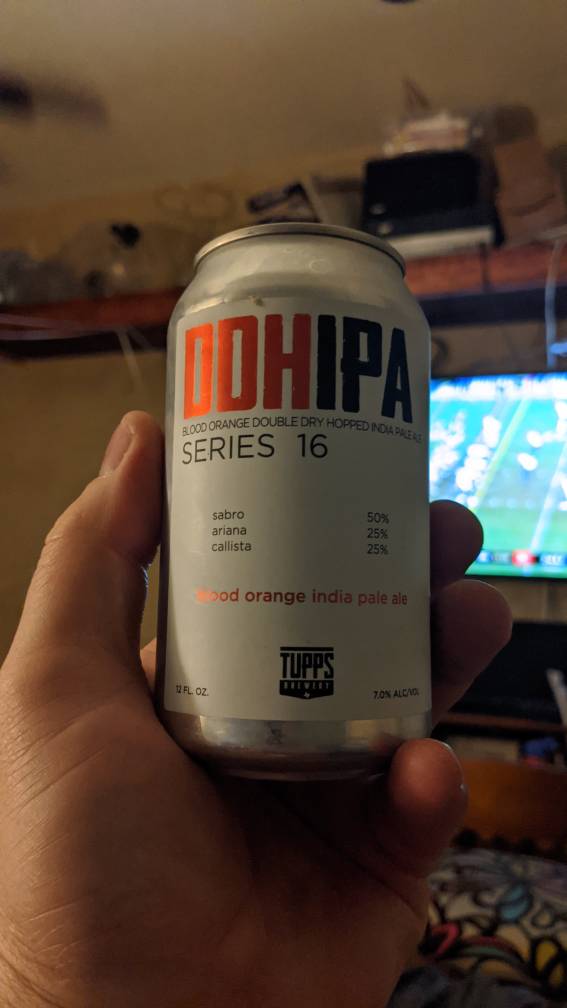 DDHIPA
BLOOD ORANGE DOUBLE DRY HOPPED INDIA PALE ALE
SERIES 16
sabro 50%
ariana 25%
callista 25%
blood orange india pale ale
TUPPS
BREWERY
12 FL. OZ. 7.0% ALC/VOL